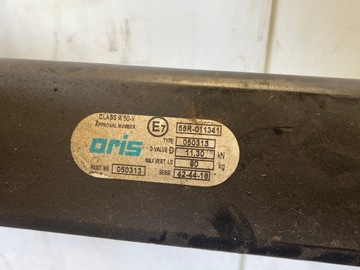 CLASS A 50-X
APPROVAL NUMBER
E7
55R-011341
oris
TYPE
050313
D-VALUE D
11,30
kN
MAX.VERT.LD
90
kg
PART NR.
050313
SERIE
42-44-18